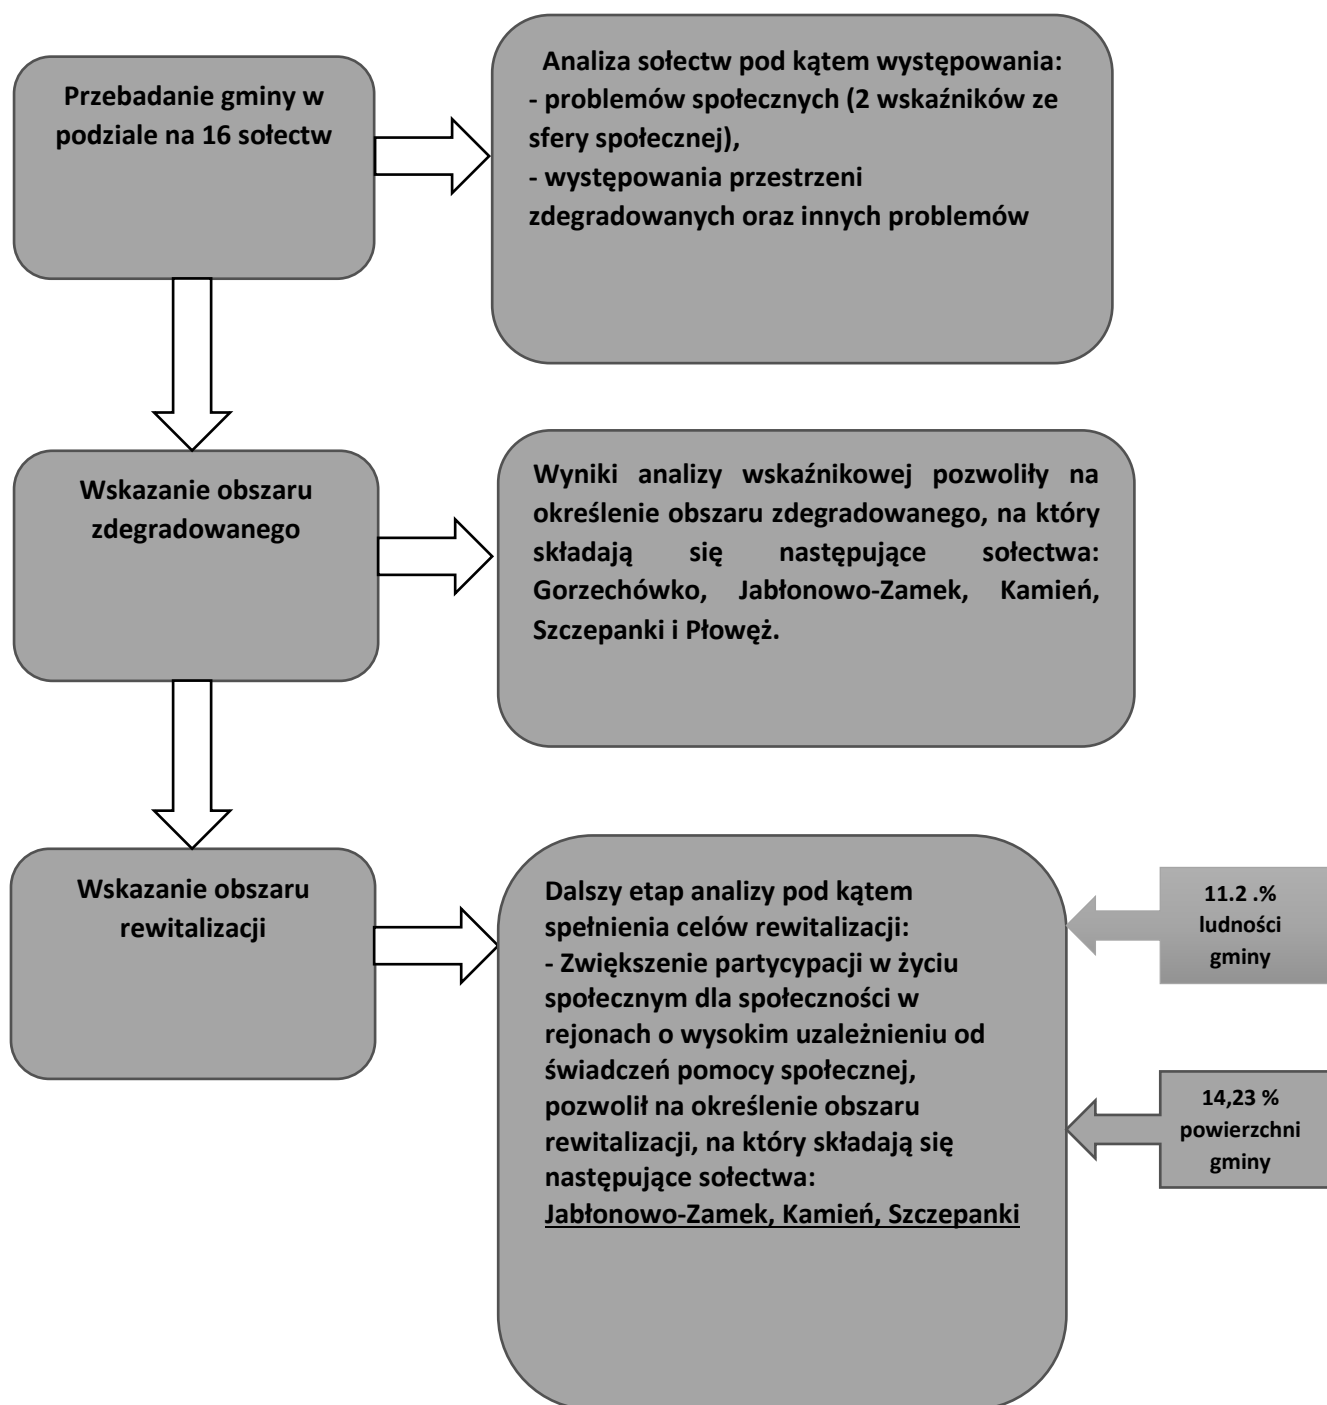 Przebadanie gminy w
podziale na 16 sołectw
Analiza sołectw pod kątem występowania:
- problemów społecznych (2 wskaźników ze
sfery społecznej),
- występowania przestrzeni
zdegradowanych oraz innych problemów
Wskazanie obszaru
zdegradowanego
Wyniki analizy wskaźnikowej pozwoliły na
określenie obszaru zdegradowanego, na który
składają się następujące sołectwa:
Gorzechówko, Jabłonowo-Zamek, Kamień,
Szczepanki i Płowęż.
Wskazanie obszaru
rewitalizacji
Dalszy etap analizy pod kątem
spełnienia celów rewitalizacji:
- Zwiększenie partycypacji w życiu
społecznym dla społeczności w
rejonach o wysokim uzależnieniu od
świadczeń pomocy społecznej,
pozwolił na określenie obszaru
rewitalizacji, na który składają się
następujące sołectwa:
Jabłonowo-Zamek, Kamień, Szczepanki
11.2 .%
ludności
gminy
14,23 %
powierzchni
gminy